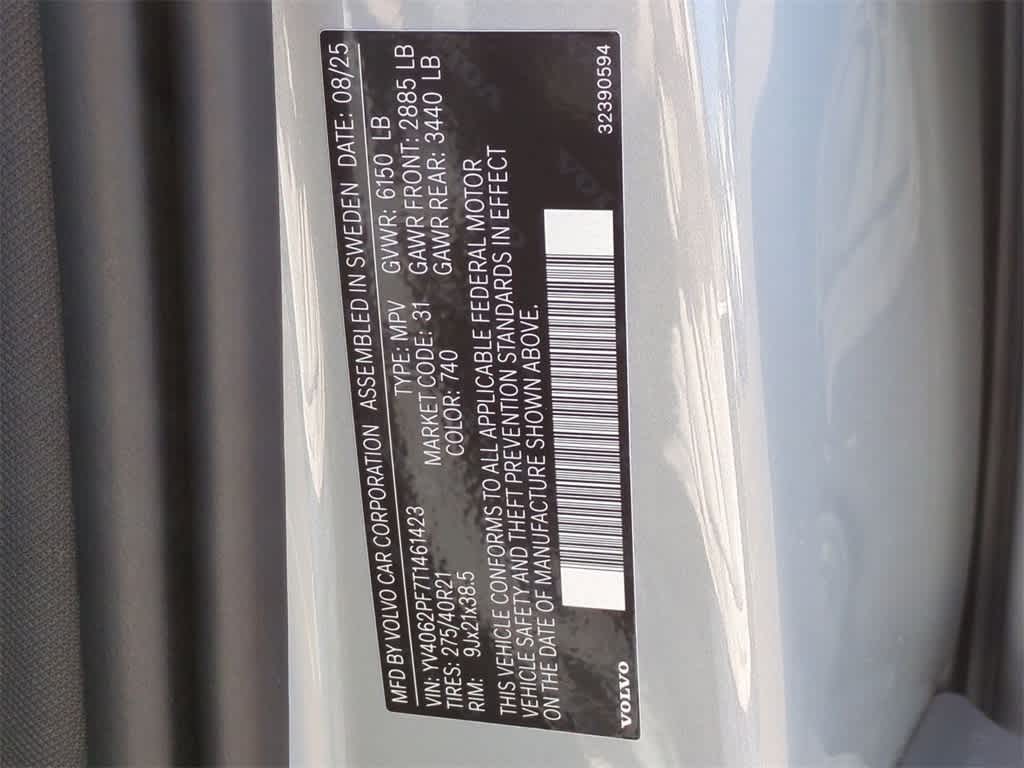 MFD BY VOLVO CAR CORPORATION ASSEMBLED IN SWEDEN DATE: 08/25
VIN: YV4062PF7T1461423 TYPE: MPV GVWR: 6150 LB
TIRES: 275/40R21 MARKET CODE: 31 GAWR FRONT: 2885 LB
RIM: 9Jx21x38.5 COLOR: 740 GAWR REAR: 3440 LB
THIS VEHICLE CONFORMS TO ALL APPLICABLE FEDERAL MOTOR
VEHICLE SAFETY AND THEFT PREVENTION STANDARDS IN EFFECT
ON THE DATE OF MANUFACTURE SHOWN ABOVE.
VOLVO 32390594